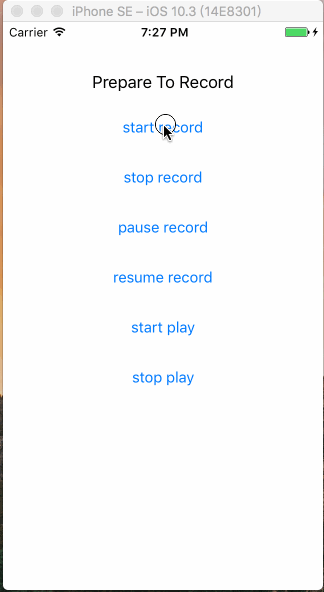 iPhone SE – iOS 10.3 (14E8301)
Carrier 7:27 PM
Prepare To Record
start record
stop record
pause record
resume record
start play
stop play